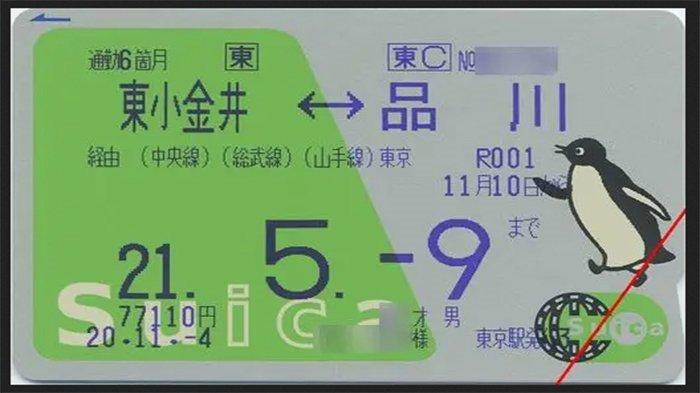 通勤6箇月 東 東C №
東小金井 ↔ 品川
経由 (中央線)(総武線)(山手線)東京 R001
11月10日から
21. 5. -9 まで
77110円 才 男
20.11.-4 様 東京駅発
Suica
Suica